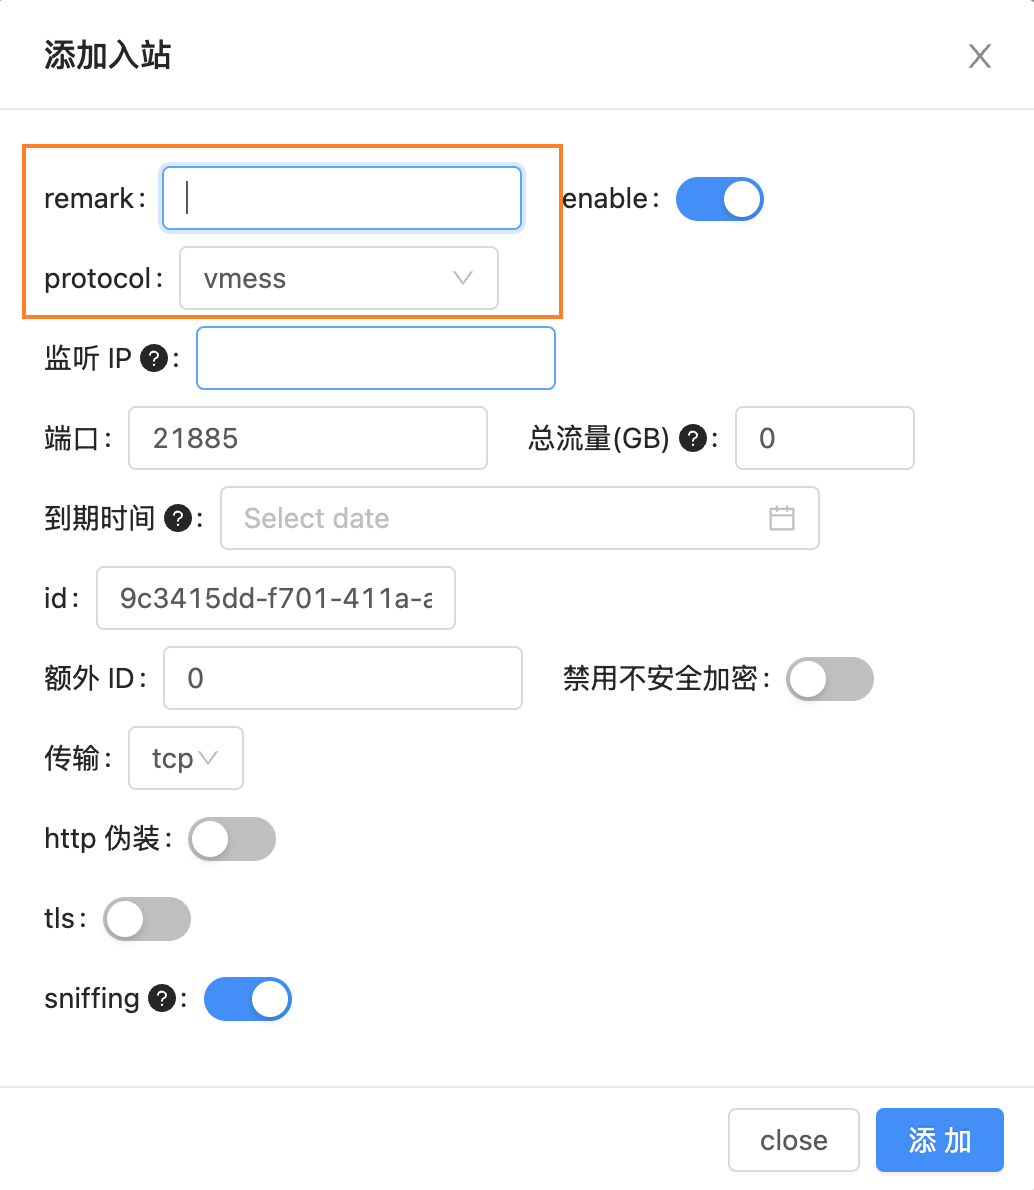 添加入站
remark: enable:
protocol: vmess
监听 IP ?:
端口: 21885 总流量(GB) ?: 0
到期时间 ?: Select date
id: 9c3415dd-f701-411a-a
额外 ID: 0 禁用不安全加密:
传输: tcp
http 伪装:
tls:
sniffing ?:
close 添 加